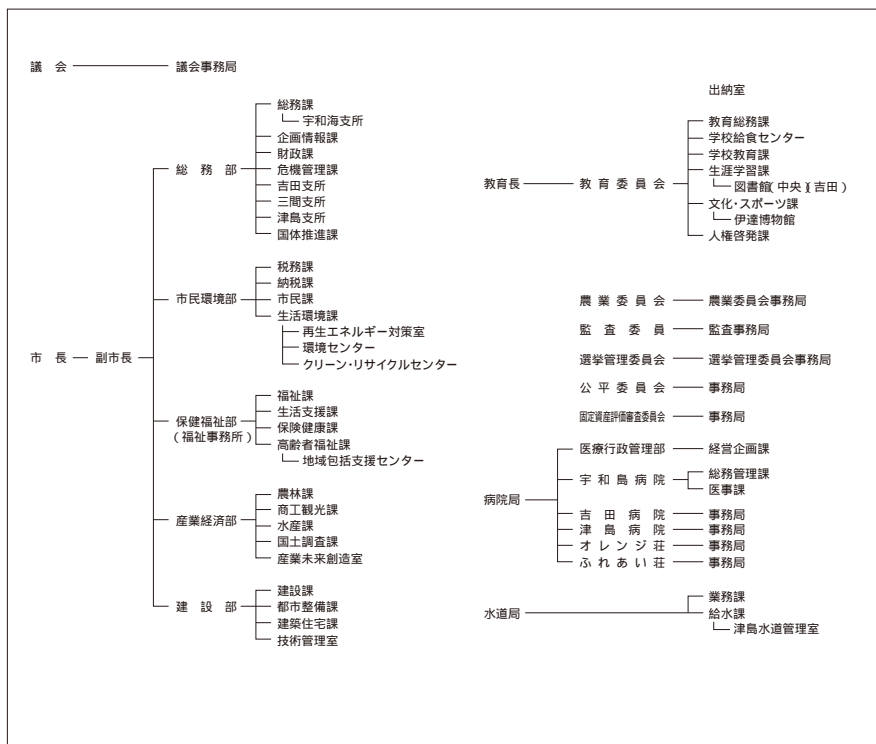 議会 議会事務局
総務課
宇和海支所
企画情報課
財政課
総務部 危機管理課
吉田支所
三間支所
津島支所
国体推進課
税務課
納税課
市民環境部 市民課
生活環境課
再生エネルギー対策室
環境センター
クリーン・リサイクルセンター
市長 副市長
福祉課
生活支援課
保健福祉部 保険健康課
(福祉事務所)
高齢者福祉課
地域包括支援センター
農林課
商工観光課
産業経済部 水産課
国土調査課
産業未来創造室
建設課
建設部 都市整備課
建築住宅課
技術管理室
出納室
教育総務課
学校給食センター
学校教育課
生涯学習課
教育長 教育委員会
図書館(中央)(吉田)
文化・スポーツ課
伊達博物館
人権啓発課
農業委員会 農業委員会事務局
監査委員 監査事務局
選挙管理委員会 選挙管理委員会事務局
公平委員会 事務局
固定資産評価審査委員会 事務局
医療行政管理部 経営企画課
宇和島病院 総務管理課
医事課
病院局
吉田病院 事務局
津島病院 事務局
オレンジ荘 事務局
ふれあい荘 事務局
業務課
水道局 給水課
津島水道管理室